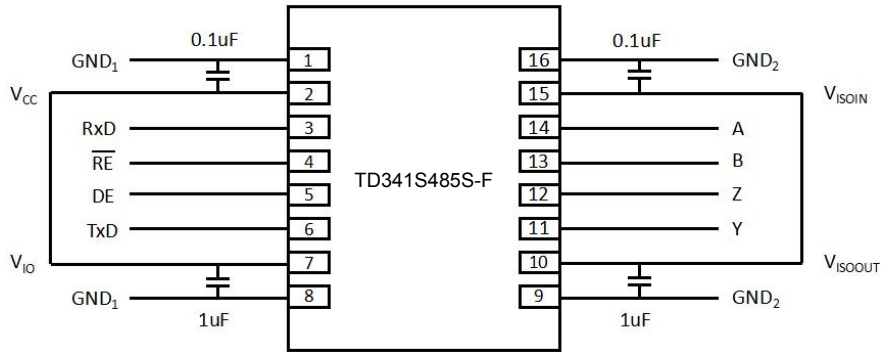 0.1uF 0.1uF
GND1 1 16 GND2
VCC 2 15 VISOIN
RxD 3 14 A
RE 4 13 B
DE 5 TD341S485S-F 12 Z
TxD 6 11 Y
VIO 7 10 VISOOUT
GND1 8 9 GND2
1uF 1uF